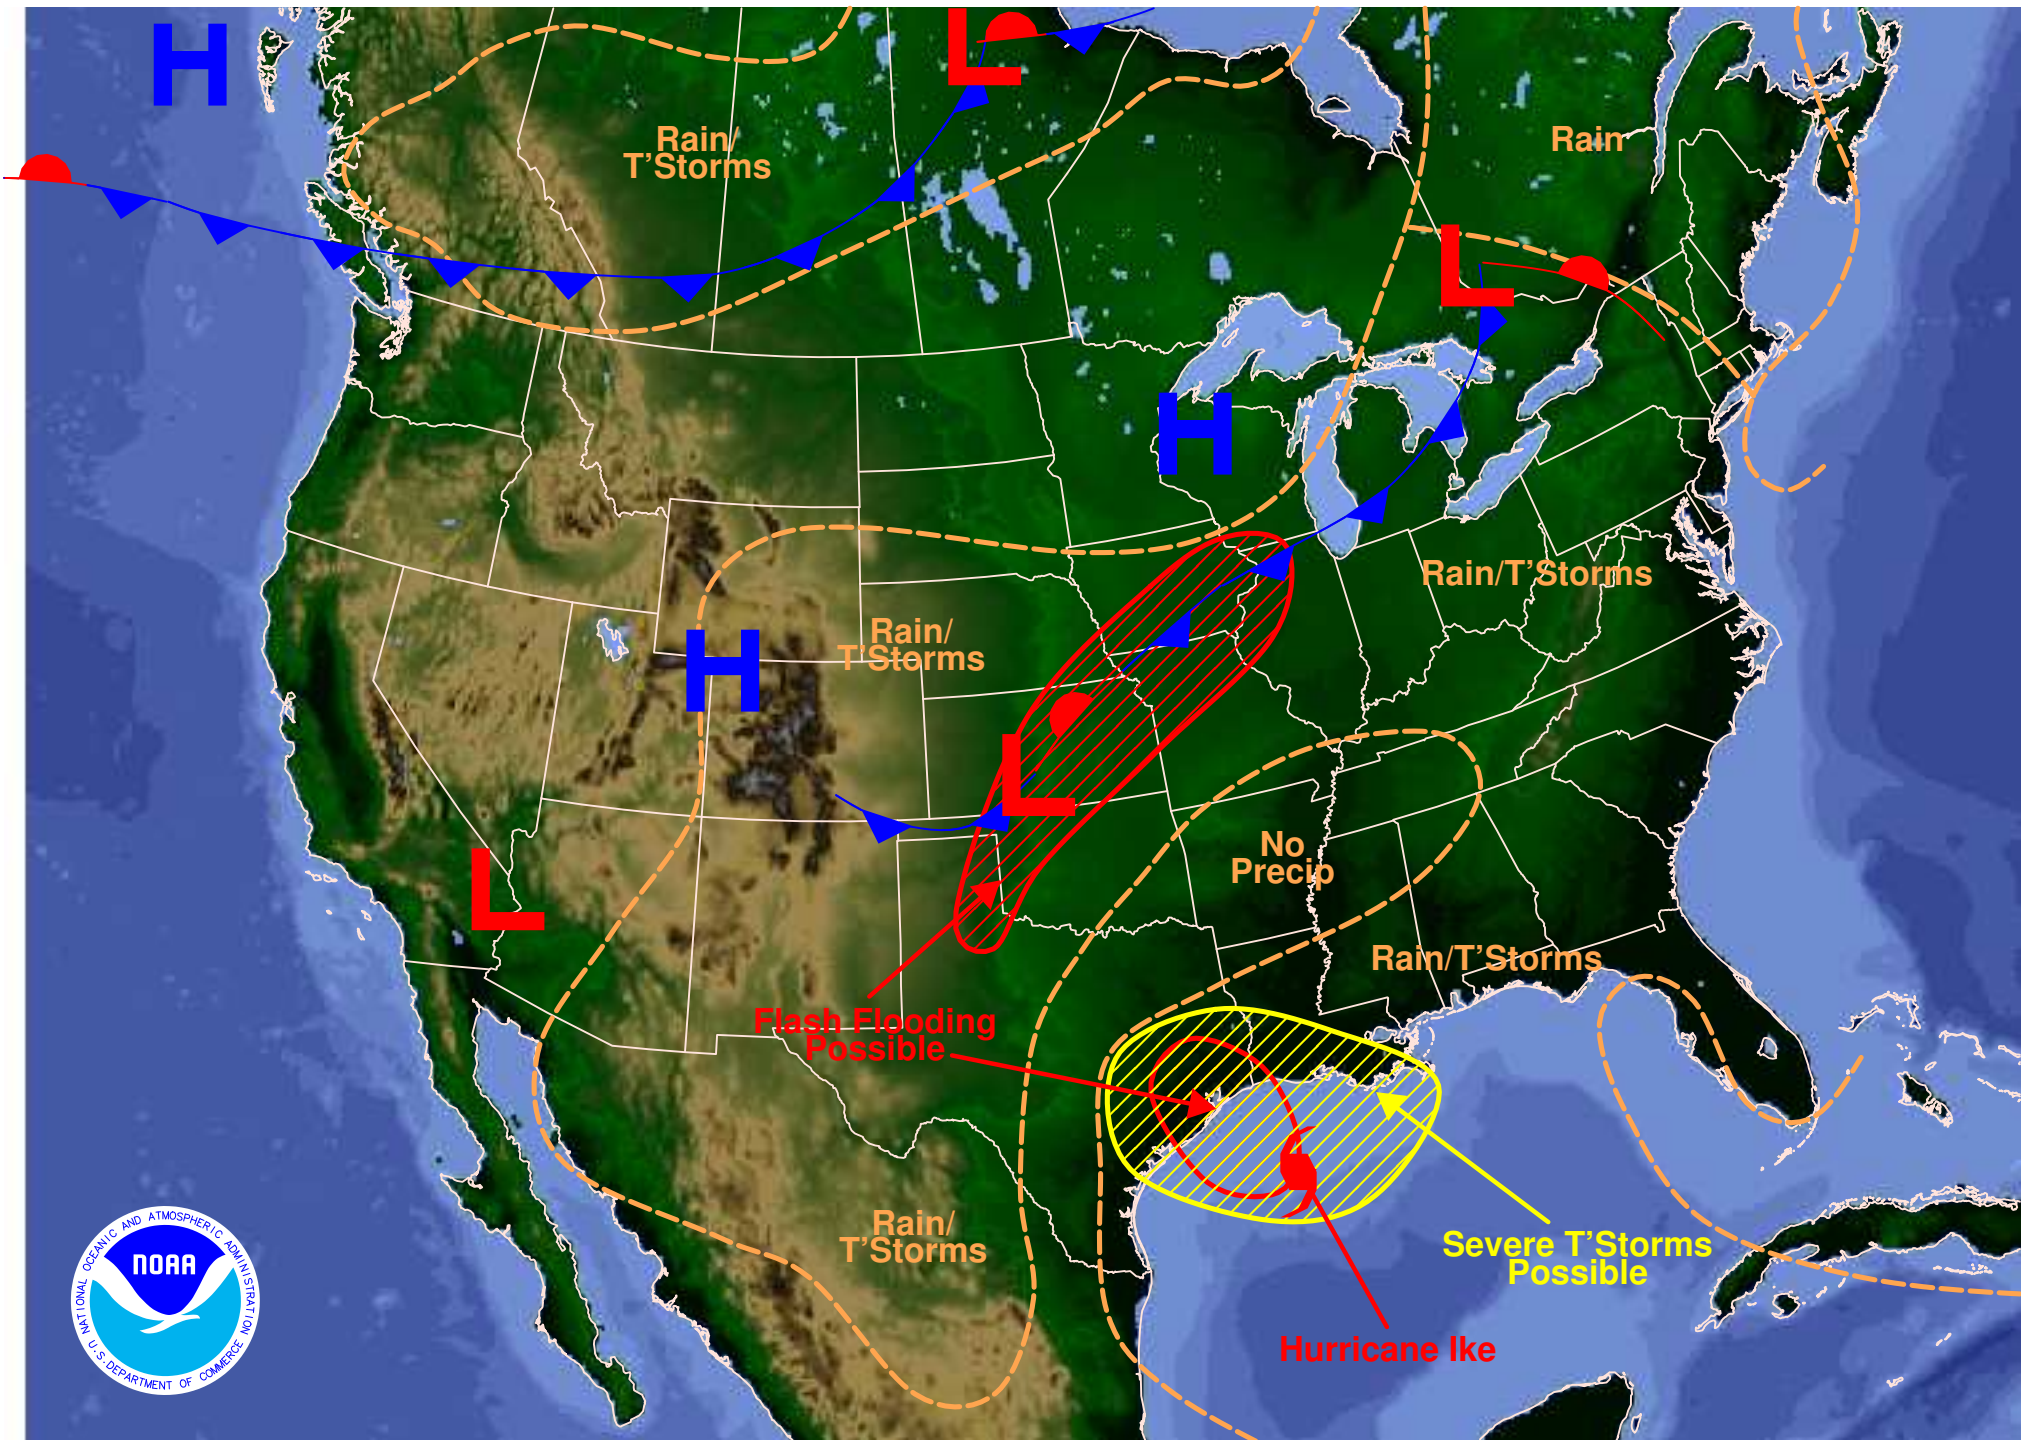 H
L
Rain/
T'Storms
Rain
L
H
Rain/T'Storms
Rain/
T'Storms
H
L
No
Precip
L
Rain/T'Storms
Flash Flooding
Possible
Rain/
T'Storms
Severe T'Storms
Possible
Hurricane Ike
NATIONAL OCEANIC AND ATMOSPHERIC ADMINISTRATION
NOAA
U.S. DEPARTMENT OF COMMERCE